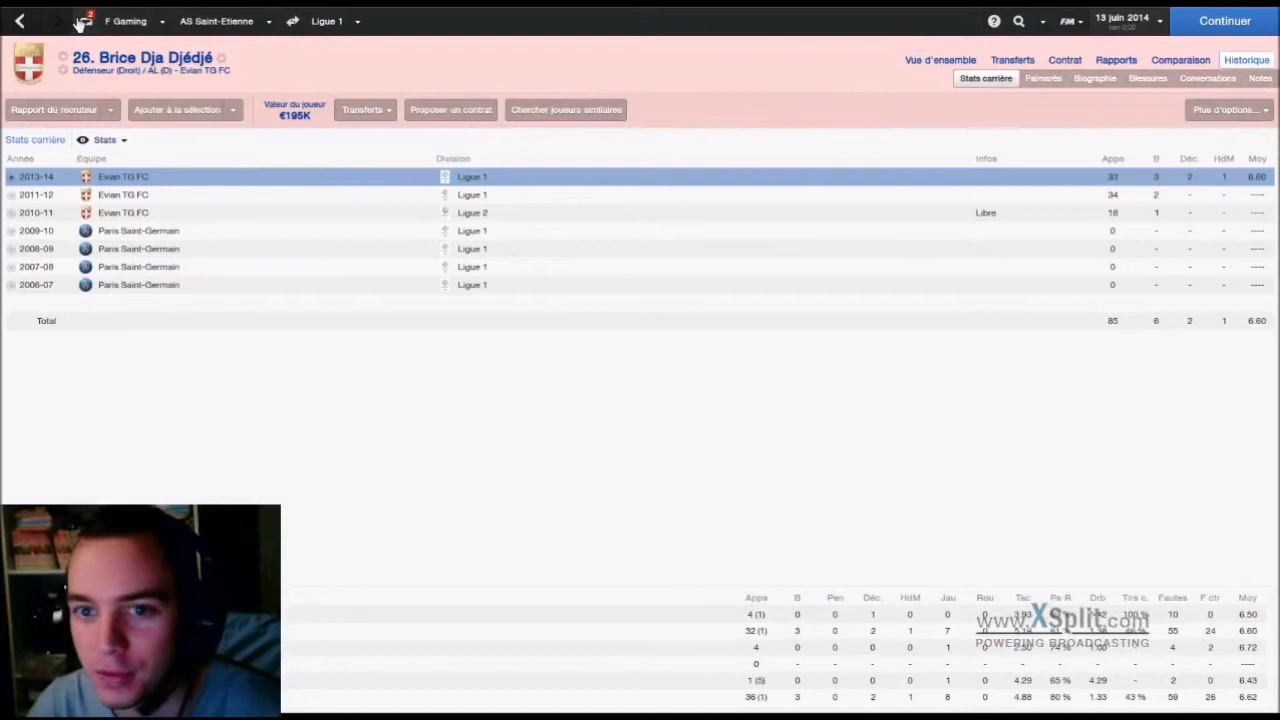 2
F Gaming AS Saint-Etienne Ligue 1 FM 13 juin 2014 Continuer
26. Brice Dja Djédjé
Défenseur (Droit) / AL (D) - Evian TG FC
Vue d'ensemble Transferts Contrat Rapports Comparaison Historique
Stats carrière Palmarès Biographie Blessures Conversations Notes
Rapport du recruteur Ajouter à la sélection Valeur du joueur €195K Transferts Proposer un contrat Chercher joueurs similaires Plus d'options...
Stats carrière Stats
Année Équipe Division Infos Apps B Déc. HdM Moy
2013-14 Evian TG FC Ligue 1 33 3 2 1 6.60
2011-12 Evian TG FC Ligue 1 34 2 - - ----
2010-11 Evian TG FC Ligue 2 Libre 18 1 - - ----
2009-10 Paris Saint-Germain Ligue 1 0 - - - ----
2008-09 Paris Saint-Germain Ligue 1 0 - - - ----
2007-08 Paris Saint-Germain Ligue 1 0 - - - ----
2006-07 Paris Saint-Germain Ligue 1 0 - - - ----
Total 85 6 2 1 6.60
Apps B Pen Déc. HdM Jau Rou Tac. Ps R Drb Tirs c. Fautes F ctr Moy
4 (1) 0 0 1 0 0 0 3.93 100 % 10 0 6.50
32 (1) 3 0 2 1 7 55 24 6.60
4 0 0 0 0 1 4 2 6.72
0 - - - - - - - - - - - - ----
1 (5) 0 0 0 0 1 0 4.29 65 % 4.29 - 2 0 6.43
36 (1) 3 0 2 1 8 0 4.88 80 % 1.33 43 % 59 26 6.62
www.XSplit.com
POWERING BROADCASTING